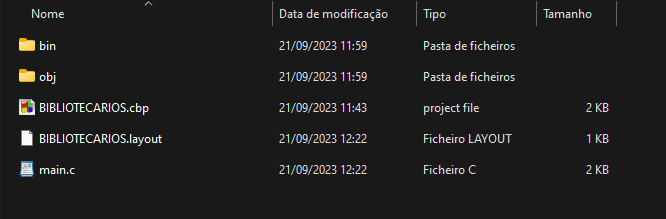 Nome Data de modificação Tipo Tamanho
bin 21/09/2023 11:59 Pasta de ficheiros
obj 21/09/2023 11:59 Pasta de ficheiros
BIBLIOTECARIOS.cbp 21/09/2023 11:43 project file 2 KB
BIBLIOTECARIOS.layout 21/09/2023 12:22 Ficheiro LAYOUT 1 KB
main.c 21/09/2023 12:22 Ficheiro C 2 KB